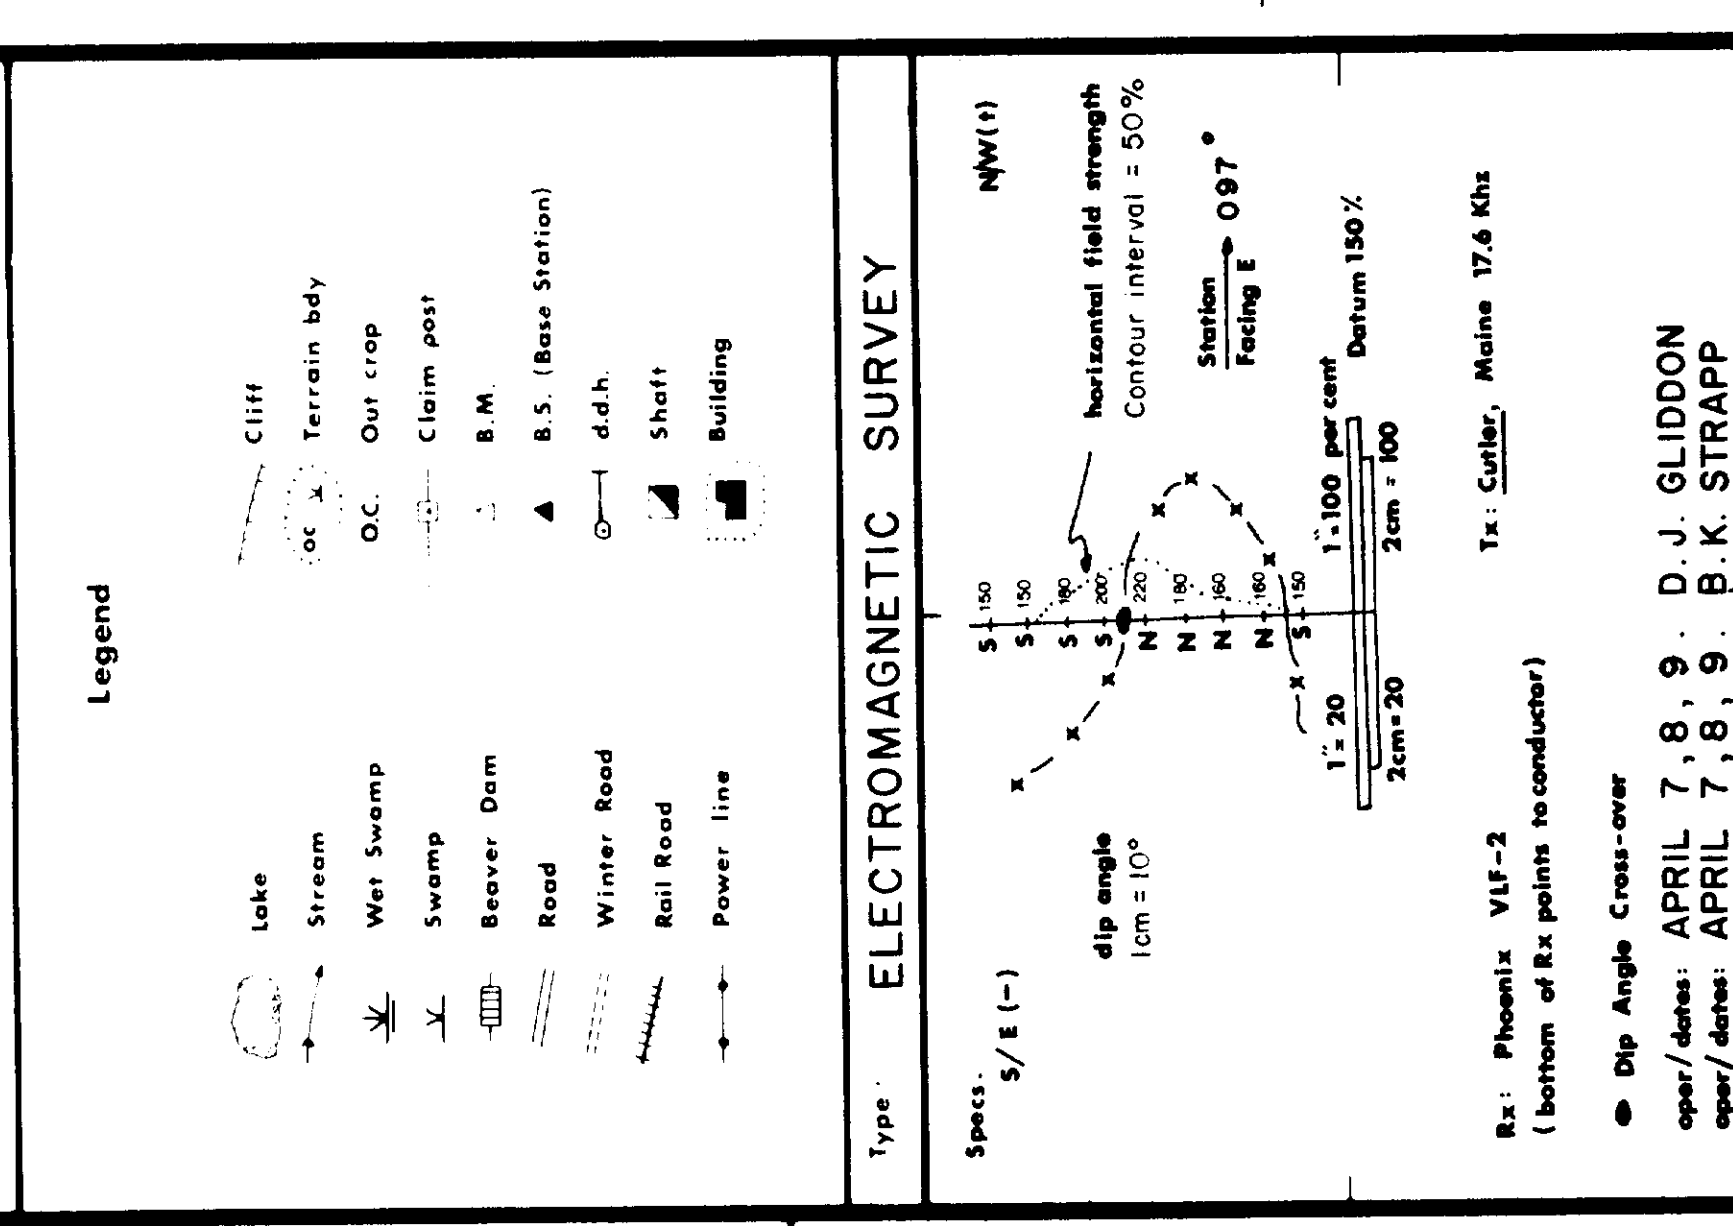 Legend
Lake
Stream
Wet Swamp
Swamp
Beaver Dam
Road
Winter Road
Rail Road
Power line
Cliff
OC Terrain bdy
O.C. Out crop
Claim post
B.M.
B.S. (Base Station)
d.d.h.
Shaft
Building
Type. ELECTROMAGNETIC SURVEY
Specs.
S/E (-)
N/W(+)
dip angle
1cm = 10°
horizontal field strength
Contour interval = 50%
S 150
S 150
S 180
S 200
N 220
N 180
N 160
N 160
S 150
Station 097°
Facing E
1" = 20 1" = 100 per cent
Datum 150%
2cm = 20 2cm = 100
Tx: Cutler, Maine 17.6 Khz
Rx: Phoenix VLF-2
(bottom of Rx points to conductor)
Dip Angle Cross-over
oper/dates: APRIL 7, 8, 9. D.J. GLIDDON
oper/dates: APRIL 7, 8, 9. B.K. STRAPP